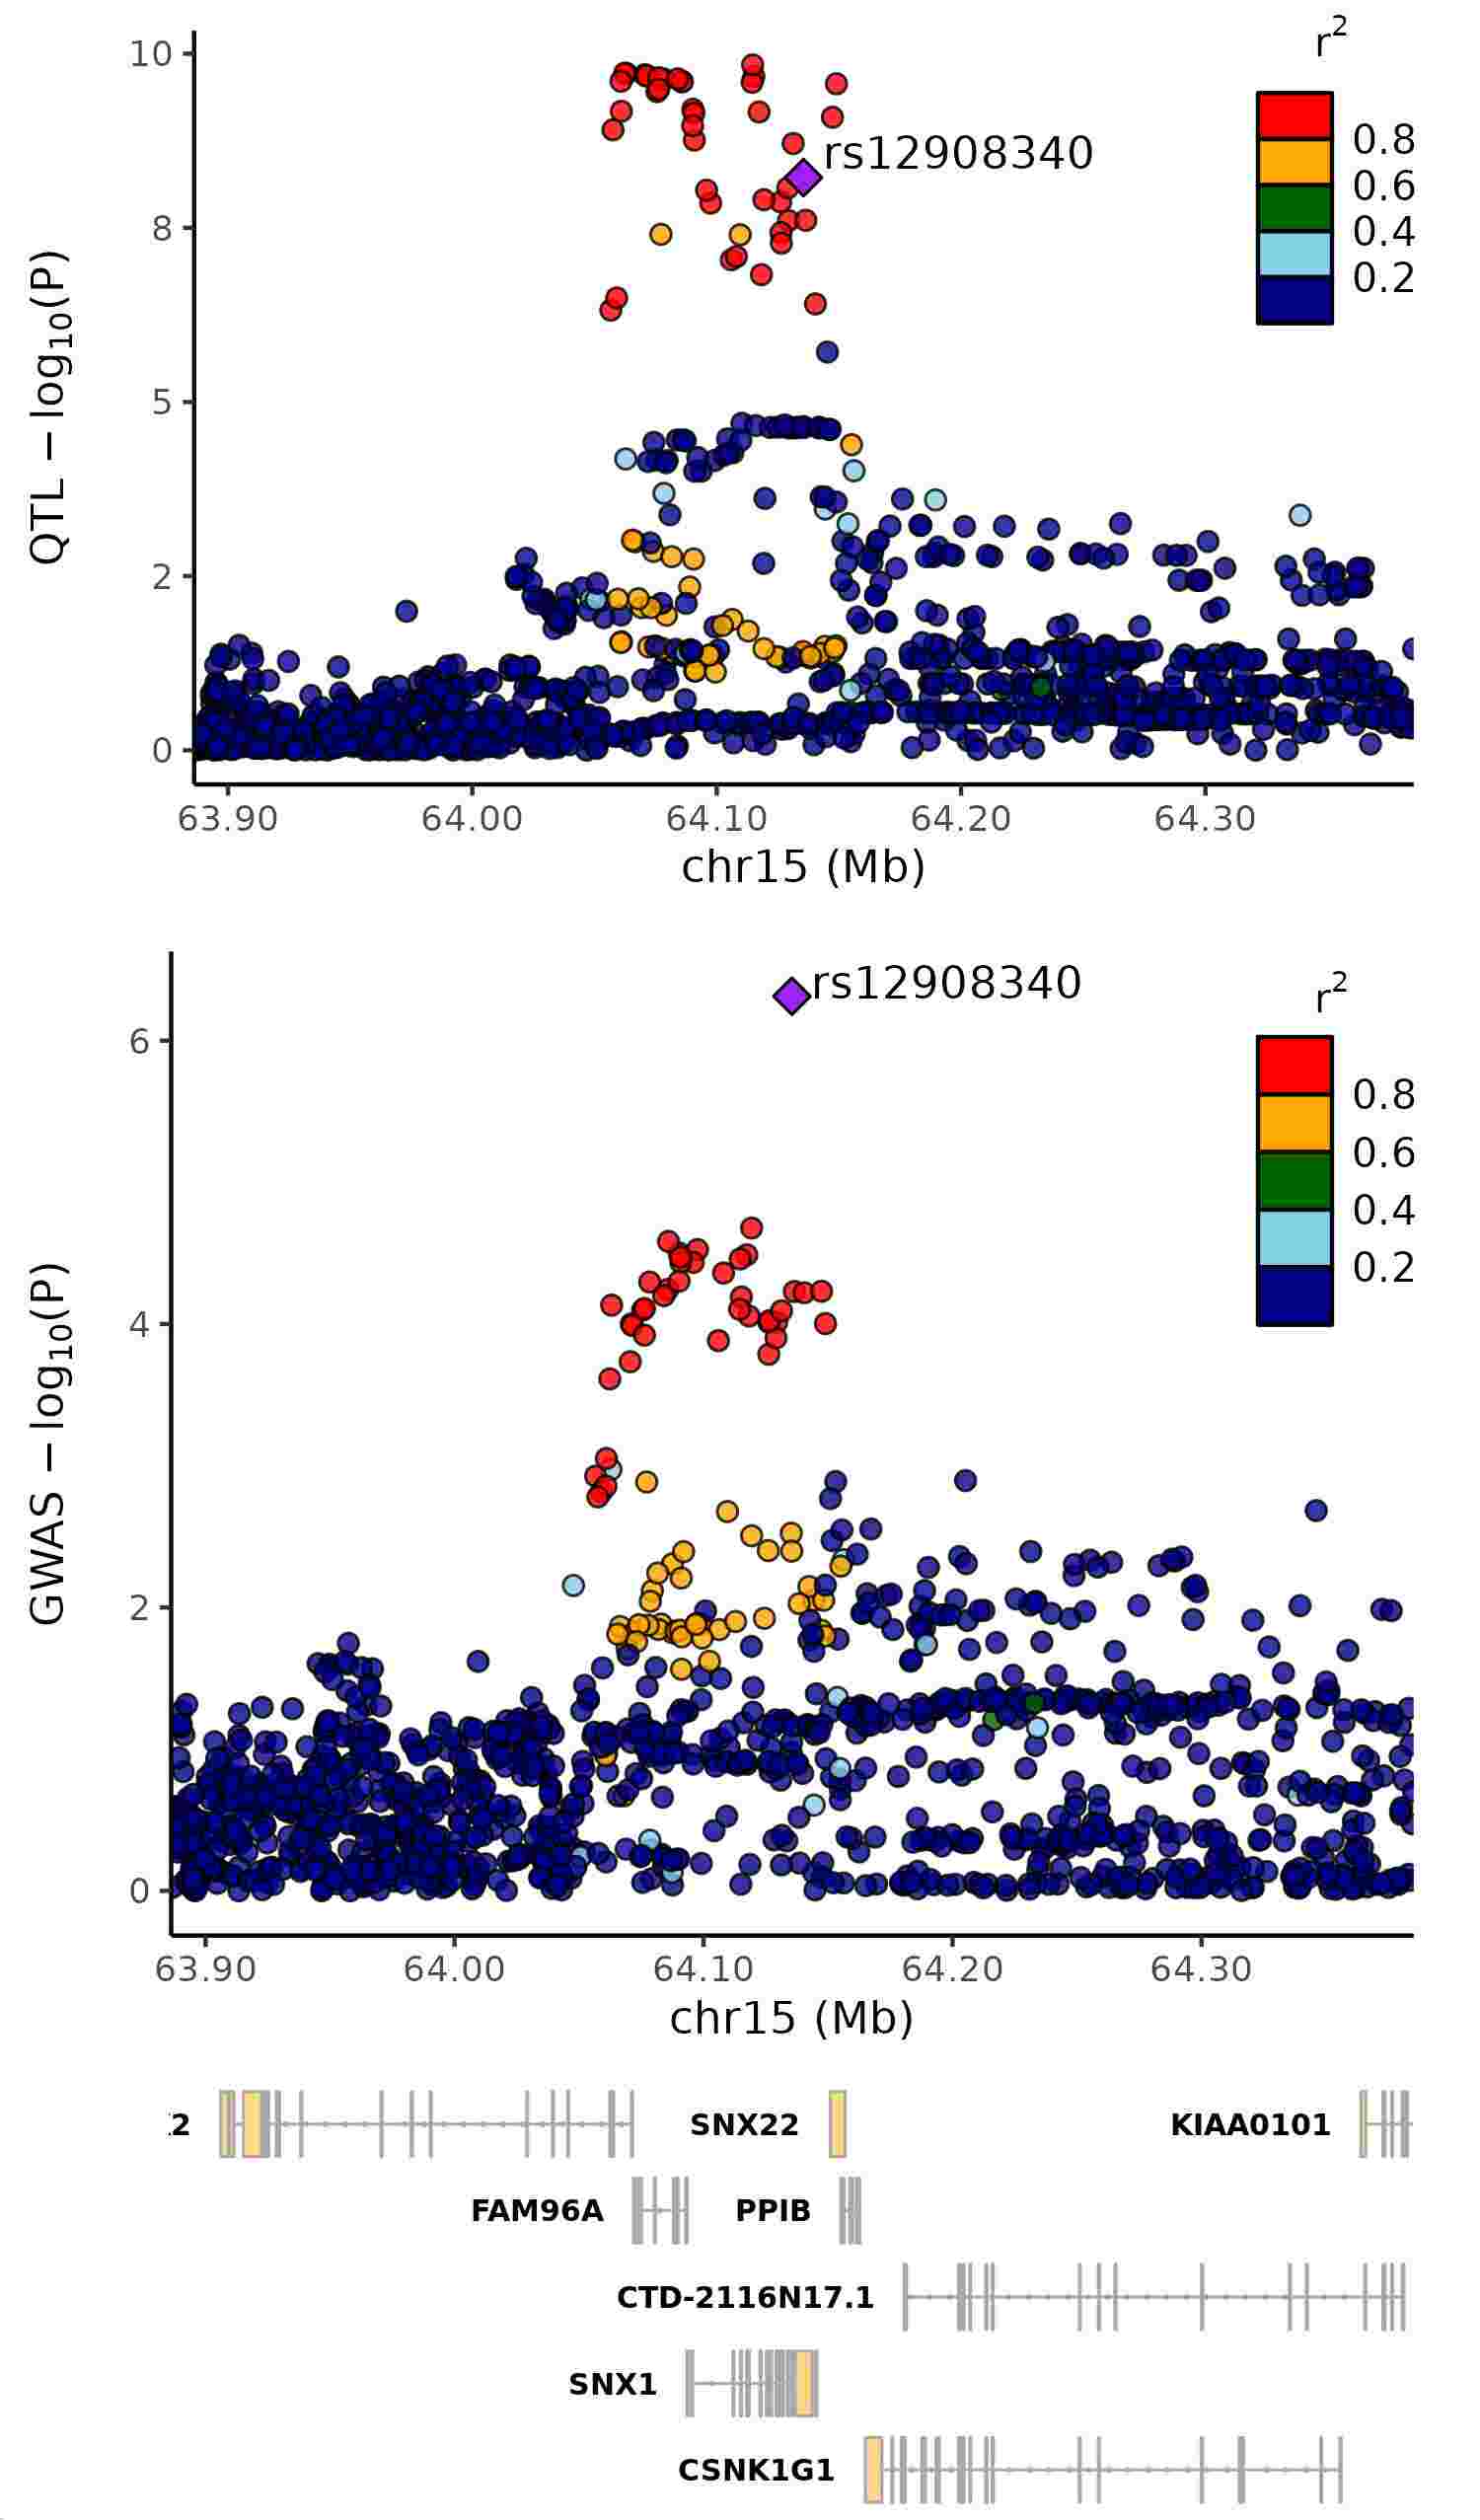 r²
10
8
5
2
0
0.8
0.6
0.4
0.2
rs12908340
QTL −log₁₀(P)
63.90 64.00 64.10 64.20 64.30
chr15 (Mb)
r²
6
4
2
0
0.8
0.6
0.4
0.2
rs12908340
GWAS −log₁₀(P)
63.90 64.00 64.10 64.20 64.30
chr15 (Mb)
2 SNX22 KIAA0101
FAM96A PPIB
CTD-2116N17.1
SNX1
CSNK1G1